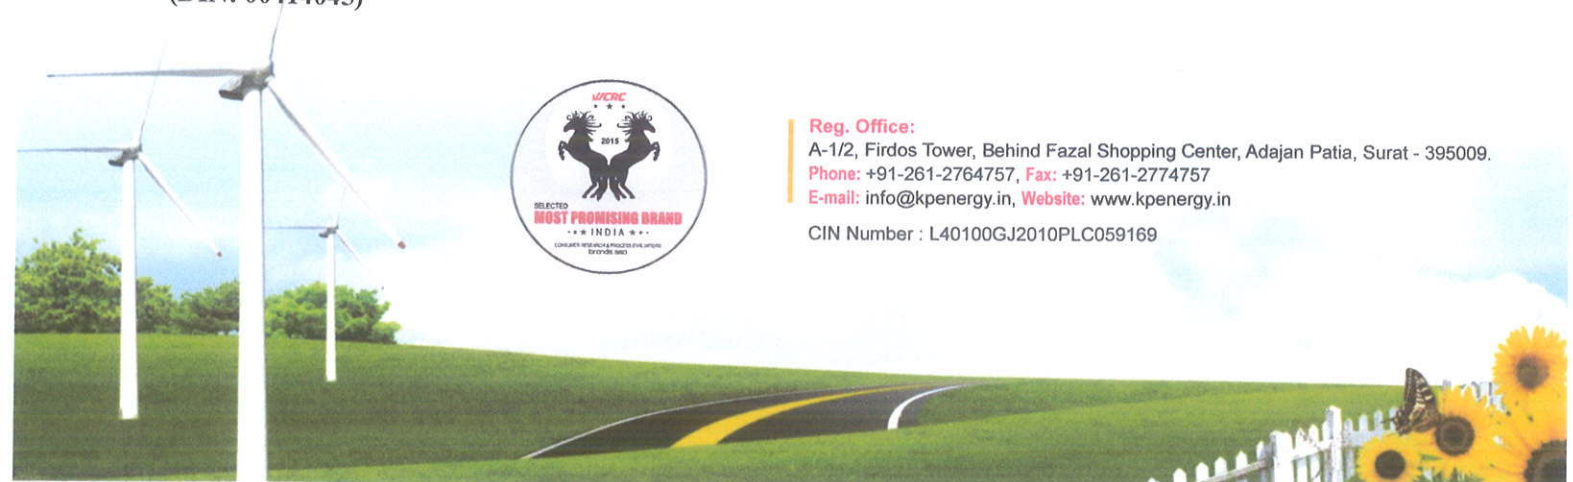 WCRC
2015
SELECTED
MOST PROMISING BRAND
INDIA
Reg. Office:
A-1/2, Firdos Tower, Behind Fazal Shopping Center, Adajan Patia, Surat - 395009.
Phone: +91-261-2764757, Fax: +91-261-2774757
E-mail: info@kpenergy.in, Website: www.kpenergy.in
CIN Number : L40100GJ2010PLC059169